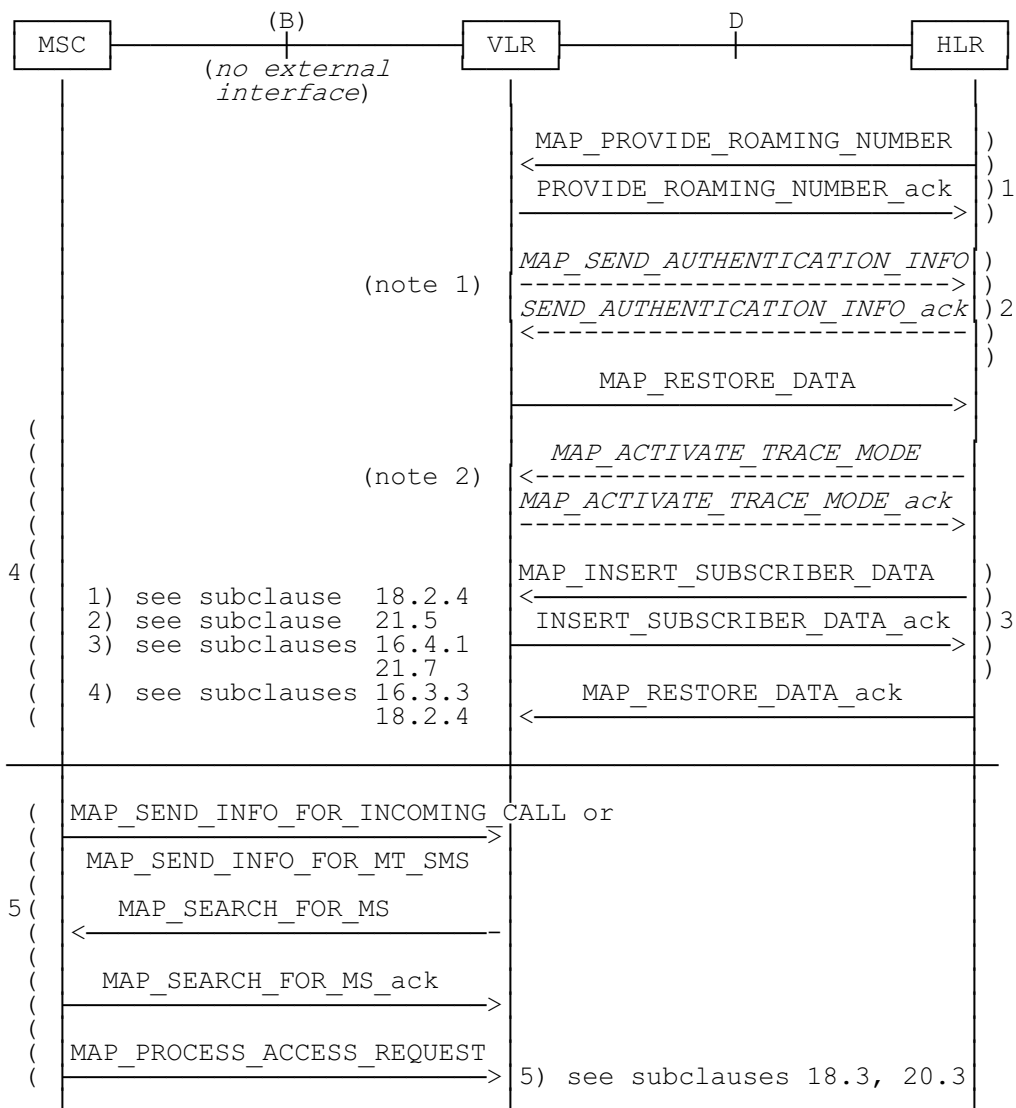 (B) D
MSC VLR HLR
(no external
interface)
MAP_PROVIDE_ROAMING_NUMBER )
)
PROVIDE_ROAMING_NUMBER_ack )1
)
MAP_SEND_AUTHENTICATION_INFO )
(note 1) )
SEND_AUTHENTICATION_INFO_ack )2
)
)
MAP_RESTORE_DATA
(
( MAP_ACTIVATE_TRACE_MODE
( (note 2)
( MAP_ACTIVATE_TRACE_MODE_ack
(
(
4( MAP_INSERT_SUBSCRIBER_DATA )
( 1) see subclause 18.2.4 )
( 2) see subclause 21.5 INSERT_SUBSCRIBER_DATA_ack )3
( 3) see subclauses 16.4.1 )
( 21.7 )
( 4) see subclauses 16.3.3 MAP_RESTORE_DATA_ack
( 18.2.4
( MAP_SEND_INFO_FOR_INCOMING_CALL or
(
( MAP_SEND_INFO_FOR_MT_SMS
(
5( MAP_SEARCH_FOR_MS
(
(
( MAP_SEARCH_FOR_MS_ack
(
(
( MAP_PROCESS_ACCESS_REQUEST
( 5) see subclauses 18.3, 20.3